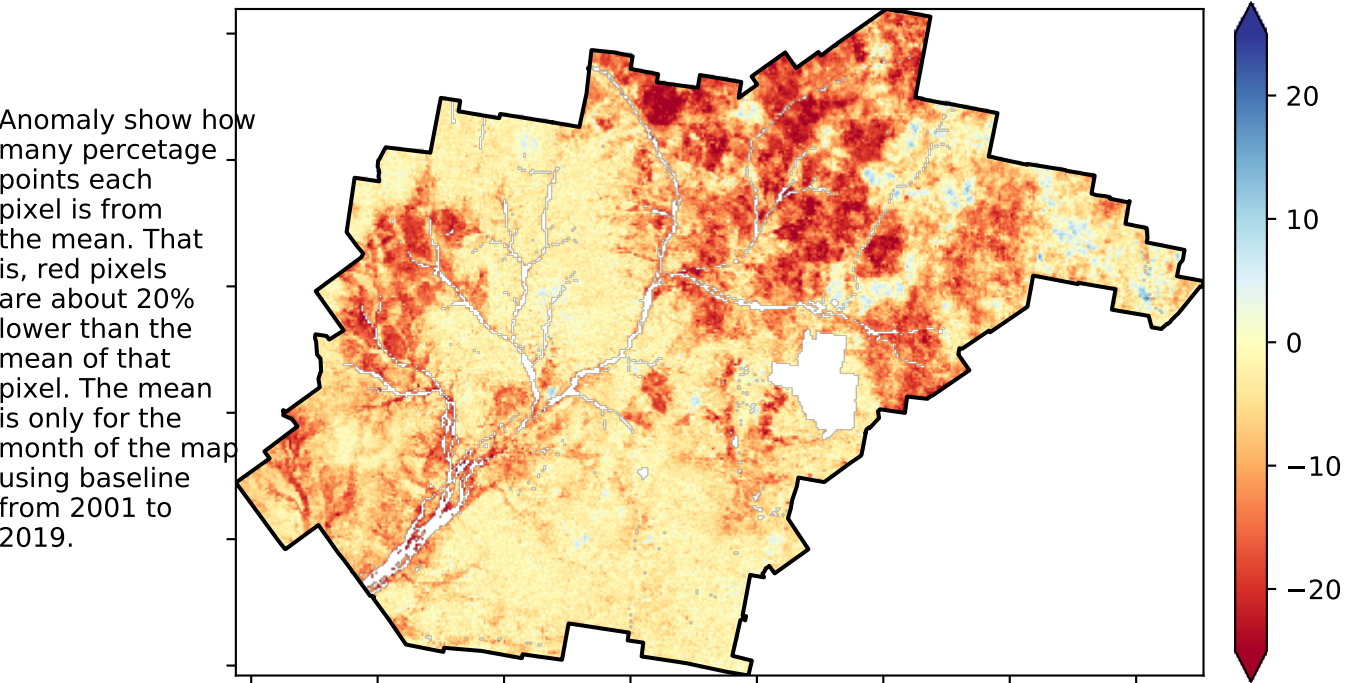 Anomaly show how
many percetage
points each
pixel is from
the mean. That
is, red pixels
are about 20%
lower than the
mean of that
pixel. The mean
is only for the
month of the map
using baseline
from 2001 to
2019.
20
10
0
−10
−20